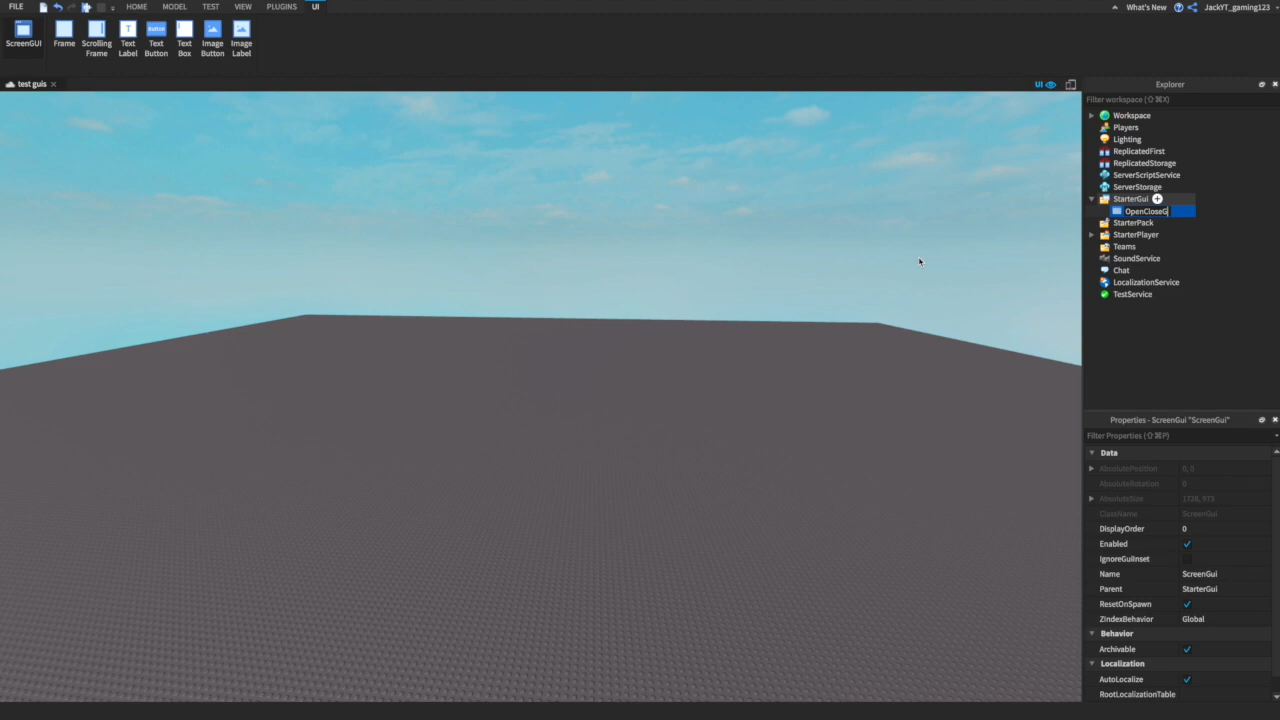 FILE HOME MODEL TEST VIEW PLUGINS UI What's New JackYT_gaming123
ScreenGUI Frame Scrolling Frame Text Label Text Button Text Box Image Button Image Label
Button
test guis UI
Explorer
Filter workspace (⇧⌘X)
Workspace
Players
Lighting
ReplicatedFirst
ReplicatedStorage
ServerScriptService
ServerStorage
StarterGui
OpenCloseG
StarterPack
StarterPlayer
Teams
SoundService
Chat
LocalizationService
TestService
Properties - ScreenGui "ScreenGui"
Filter Properties (⇧⌘P)
Data
AbsolutePosition 0, 0
AbsoluteRotation 0
AbsoluteSize 1728, 973
ClassName ScreenGui
DisplayOrder 0
Enabled
IgnoreGuiInset
Name ScreenGui
Parent StarterGui
ResetOnSpawn
ZIndexBehavior Global
Behavior
Archivable
Localization
AutoLocalize
RootLocalizationTable